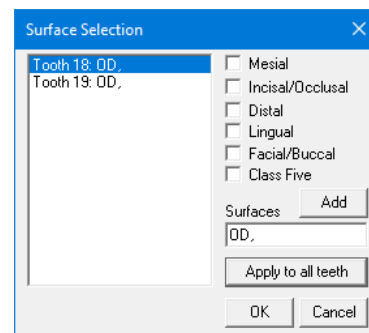 Surface Selection
Tooth 18: OD,
Tooth 19: OD,
Mesial
Incisal/Occlusal
Distal
Lingual
Facial/Buccal
Class Five
Surfaces
Add
OD,
Apply to all teeth
OK
Cancel